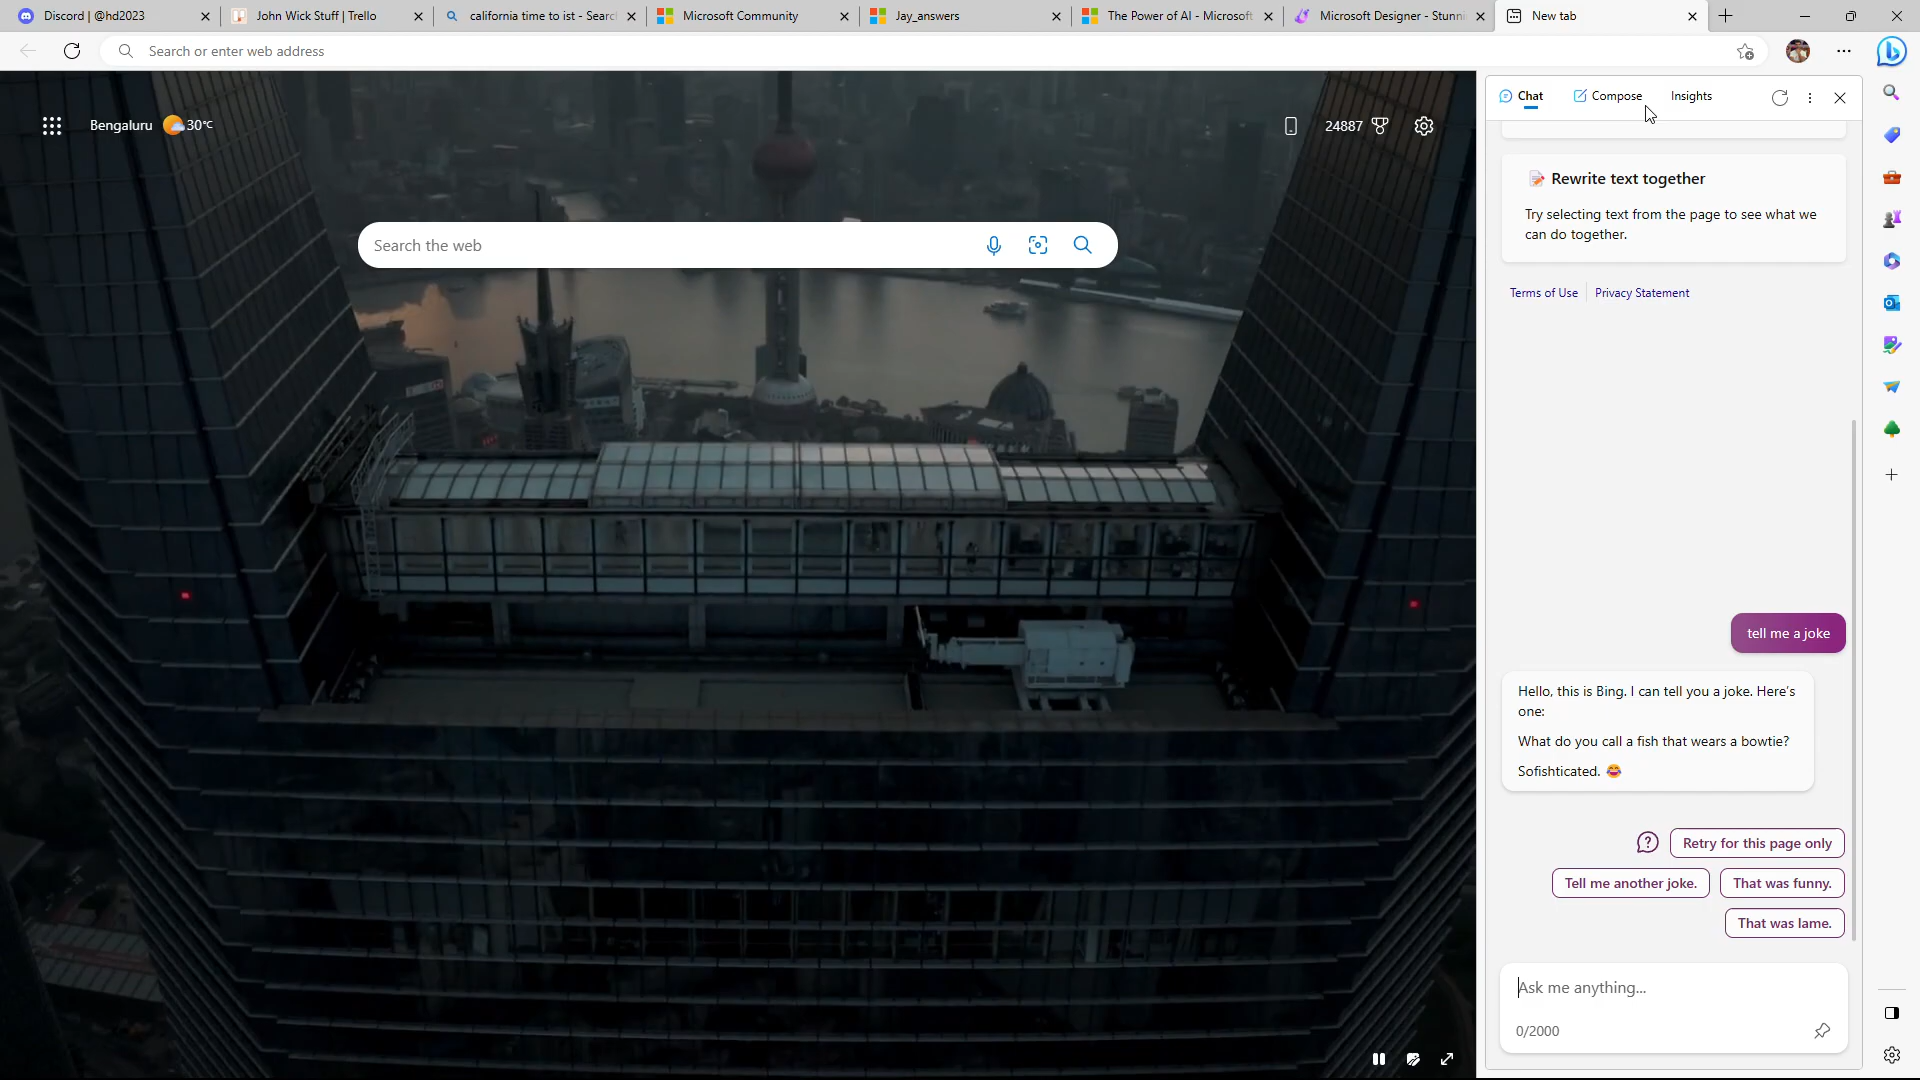 Discord | @hd2023
John Wick Stuff | Trello
california time to ist - Searc
Microsoft Community
Jay_answers
The Power of AI - Microsoft
Microsoft Designer - Stunni
New tab
Search or enter web address
Bengaluru 30°C
24887
Search the web
Chat
Compose
Insights
Rewrite text together
Try selecting text from the page to see what we
can do together.
Terms of Use
Privacy Statement
tell me a joke
Hello, this is Bing. I can tell you a joke. Here's
one:
What do you call a fish that wears a bowtie?
Sofishticated. 😂
Retry for this page only
Tell me another joke.
That was funny.
That was lame.
Ask me anything...
0/2000